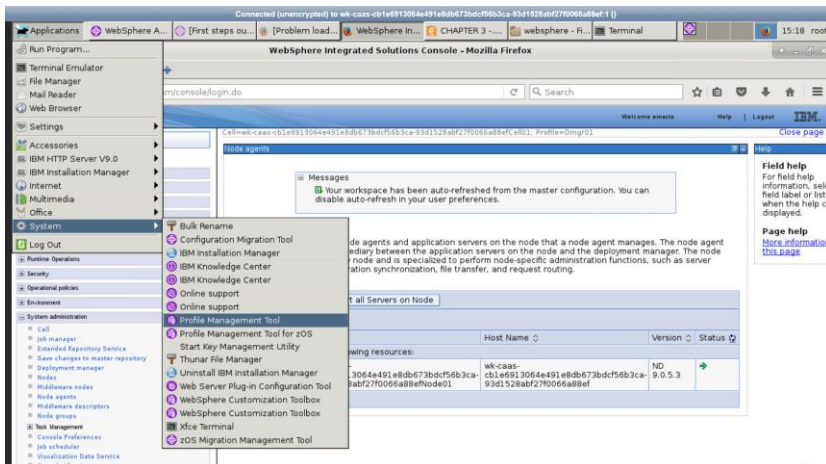 Connected (unencrypted) to wk-caas-cb1e6913064e491e8db673bdcf56b3ca-93d1528abf27f0066a88ef:1 ()
Applications
WebSphere A...
[First steps ou...
[Problem load...
WebSphere In...
CHAPTER 3 -....
websphere - Fi...
Terminal
15:18 root
WebSphere Integrated Solutions Console - Mozilla Firefox
Run Program...
Terminal Emulator
File Manager
Mail Reader
Web Browser
Settings
Accessories
IBM HTTP Server V9.0
IBM Installation Manager
Internet
Multimedia
Office
System
Log Out
m/console/login.do
Search
Welcome ernesto
Help | Logout
IBM.
Cell=wk-caas-cb1e6913064e491e8db673bdcf56b3ca-93d1528abf27f0066a88efCell01, Profile=Dmgr01
Close page
Node agents
Help
Messages
Your workspace has been auto-refreshed from the master configuration. You can
disable auto-refresh in your user preferences.
Field help
For field help
information, sele
field label or list
when the help c
displayed.
Page help
More information
this page
Bulk Rename
Configuration Migration Tool
IBM Installation Manager
IBM Knowledge Center
IBM Knowledge Center
Online support
Online support
Profile Management Tool
Profile Management Tool for zOS
Start Key Management Utility
Thunar File Manager
Uninstall IBM Installation Manager
Web Server Plug-in Configuration Tool
WebSphere Customization Toolbox
WebSphere Customization Toolbox
Xfce Terminal
zOS Migration Management Tool
de agents and application servers on the node that a node agent manages. The node agent
ediary between the application servers on the node and the deployment manager. The node
node and is specialized to perform node-specific administration functions, such as server
ration synchronization, file transfer, and request routing.
t all Servers on Node
Host Name
Version
Status
wing resources:
3064e491e8db673bdcf56b3ca-
8abf27f0066a88efNode01
wk-caas-
cb1e6913064e491e8db673bdcf56b3ca-
93d1528abf27f0066a88ef
ND
9.0.5.3
Runtime Operations
Security
Operational policies
Environment
System administration
Cell
Job manager
Extended Repository Service
Save changes to master repository
Deployment manager
Nodes
Middleware nodes
Node agents
Middleware descriptors
Node groups
Task Management
Console Preferences
Job scheduler
Visualization Data Service